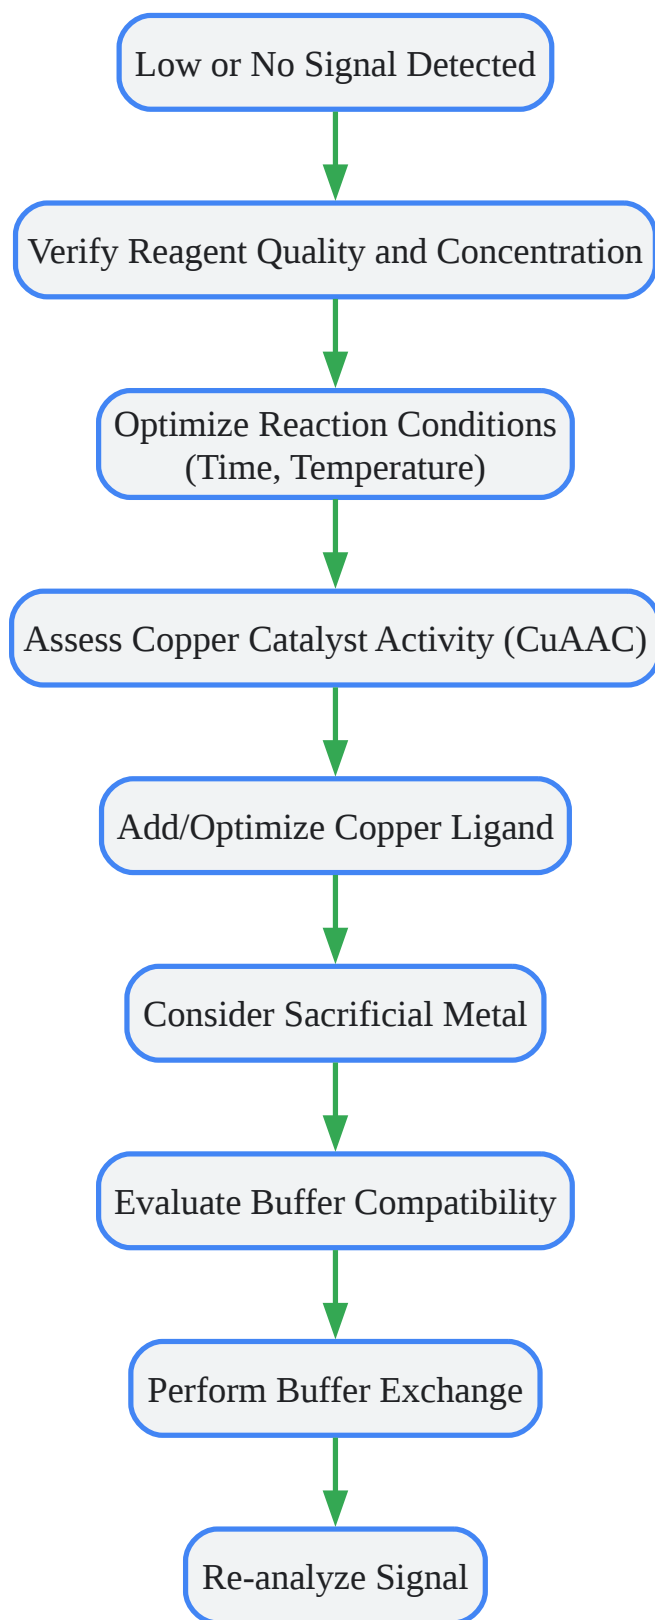 Low or No Signal Detected
Verify Reagent Quality and Concentration
Optimize Reaction Conditions
(Time, Temperature)
Assess Copper Catalyst Activity (CuAAC)
Add/Optimize Copper Ligand
Consider Sacrificial Metal
Evaluate Buffer Compatibility
Perform Buffer Exchange
Re-analyze Signal